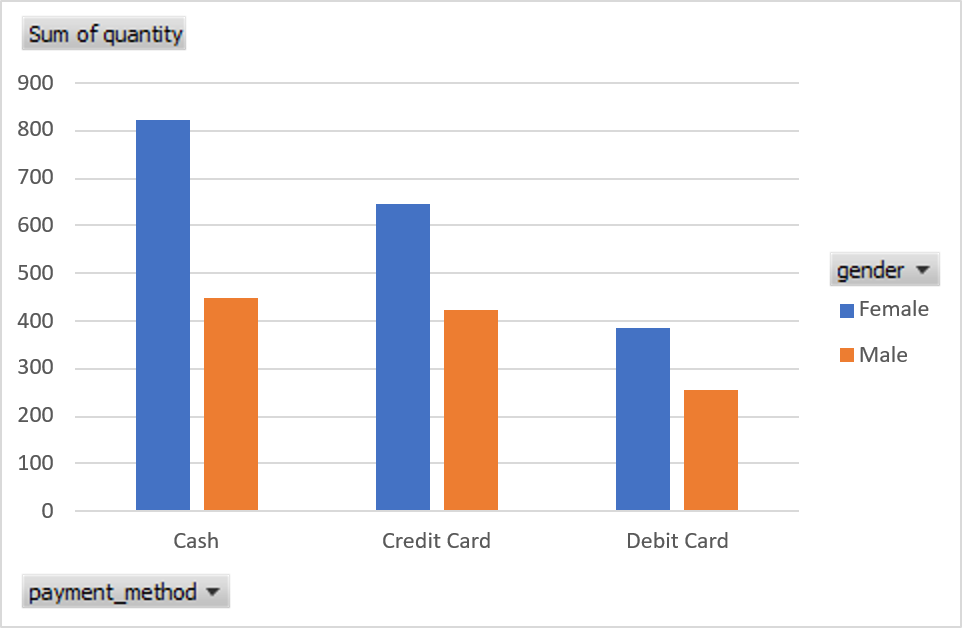 Sum of quantity
900
800
700
600
500
400
300
200
100
0
Cash Credit Card Debit Card
gender
Female
Male
payment_method